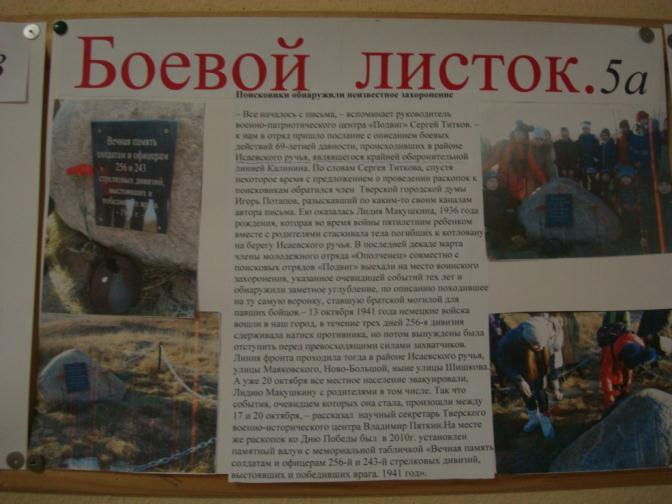 Боевой листок. 5а
Поисковики обнаружили неизвестное захоронение
– Все началось с письма, – вспоминает руководитель
военно-патриотического центра «Подвиг» Сергей Титков. –
к нам в отряд пришло послание с описанием боевых
действий 69-летней давности, происходивших в районе
Исаевского ручья, являвшегося крайней оборонительной
линией Калинина. По словам Сергея Титкова, спустя
некоторое время с предложением о проведении раскопок к
поисковикам обратился член Тверской городской думы
Игорь Потапов, разыскавший по каким-то своим каналам
автора письма. Ею оказалась Лидия Макушкина, 1936 года
рождения, которая во время войны пятилетним ребенком
вместе с родителями стаскивала тела погибших к котловану
на берегу Исаевского ручья. В последней декаде марта
члены молодежного отряда «Ополченец» совместно с
поисковых отрядов «Подвиг» выехали на место воинского
захоронения, указанное очевидицей событий тех лет и
обнаружили заметное углубление, по описанию походившее
на ту самую воронку, ставшую братской могилой для
павших бойцов.– 13 октября 1941 года немецкие войска
вошли в наш город, в течение трех дней 256-я дивизия
сдерживала натиск противника, но потом вынуждены была
отступить перед превосходящими силами захватчиков.
Линия фронта проходила тогда в районе Исаевского ручья,
улицы Маяковского, Ново-Большой, ныне улицы Шишкова.
А уже 20 октября все местное население эвакуировали,
Лидию Макушкину с родителями в том числе. Так что
события, очевидцем которых она стала, произошли между
17 и 20 октября, – рассказал научный секретарь Тверского
военно-исторического центра Владимир Пяткин.На месте
же раскопок ко Дню Победы был в 2010г. установлен
памятный валун с мемориальной табличкой «Вечная память
солдатам и офицерам 256-й и 243-й стрелковых дивизий,
выстоявших и победивших врага. 1941 год».
Вечная память
солдатам и офицерам
256 и 243
стрелковых дивизий,
выстоявших и
победивших врага